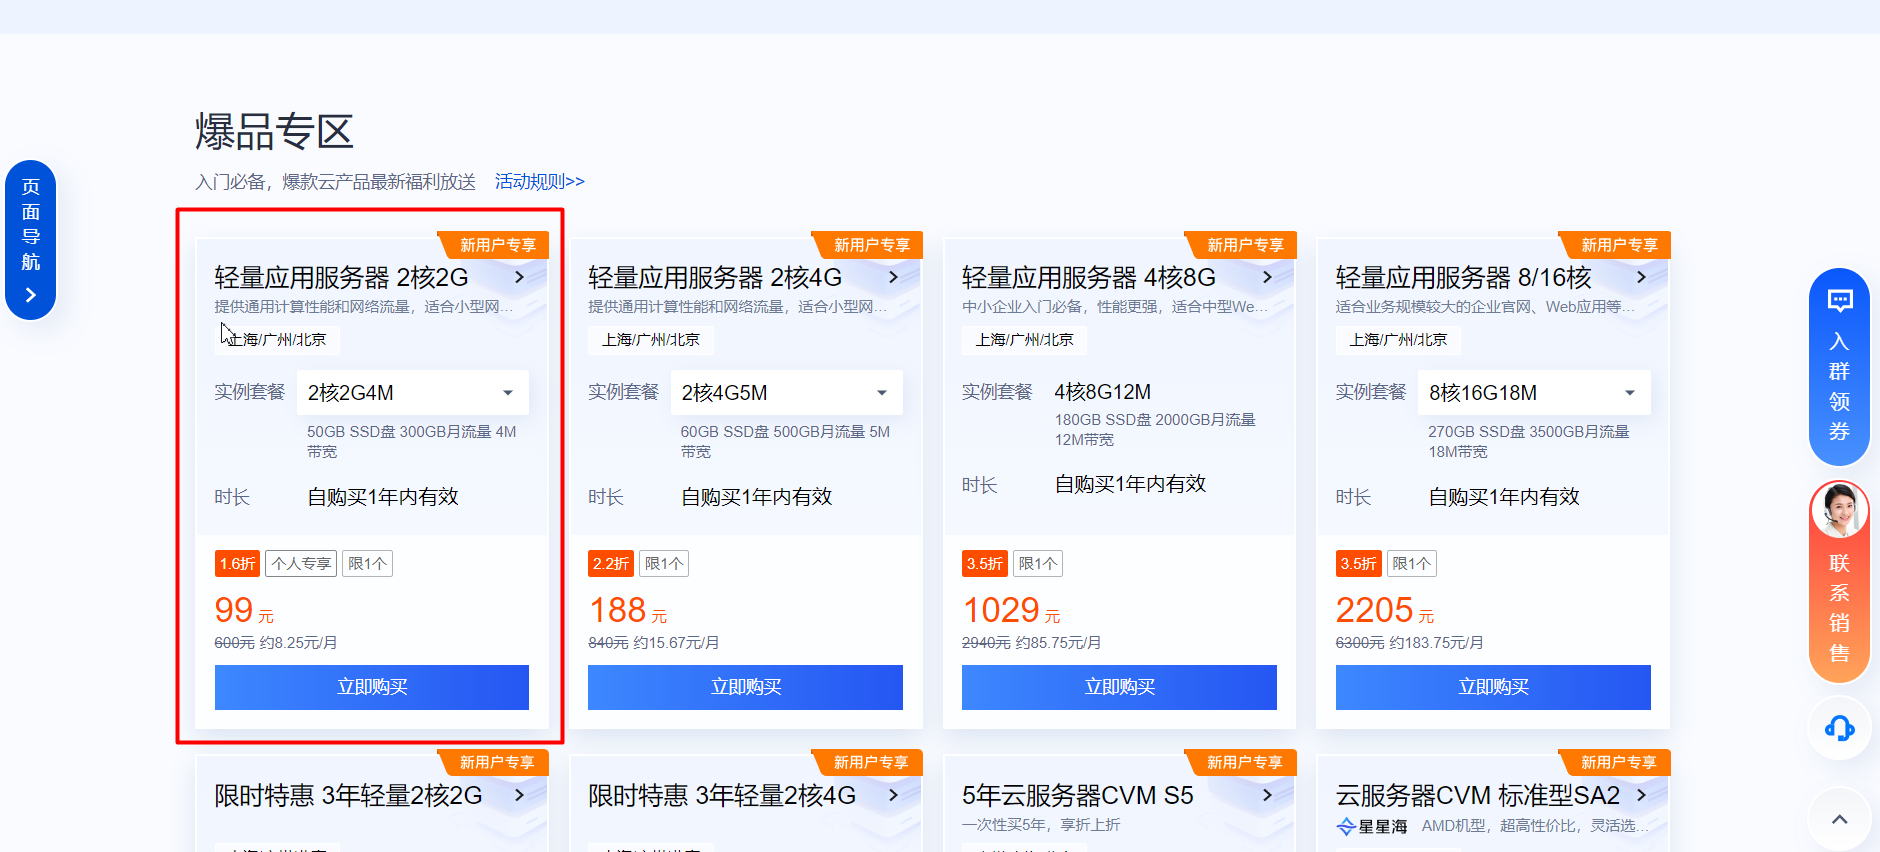 爆品专区
入门必备，爆款云产品最新福利放送 活动规则>>
页面导航
新用户专享
轻量应用服务器 2核2G
提供通用计算性能和网络流量，适合小型网...
上海/广州/北京
实例套餐 2核2G4M
50GB SSD盘 300GB月流量 4M
带宽
时长 自购买1年内有效
1.6折 个人专享 限1个
99 元
600元 约8.25元/月
立即购买
新用户专享
轻量应用服务器 2核4G
提供通用计算性能和网络流量，适合小型网...
上海/广州/北京
实例套餐 2核4G5M
60GB SSD盘 500GB月流量 5M
带宽
时长 自购买1年内有效
2.2折 限1个
188 元
840元 约15.67元/月
立即购买
新用户专享
轻量应用服务器 4核8G
中小企业入门必备，性能更强，适合中型We...
上海/广州/北京
实例套餐 4核8G12M
180GB SSD盘 2000GB月流量
12M带宽
时长 自购买1年内有效
3.5折 限1个
1029 元
2940元 约85.75元/月
立即购买
新用户专享
轻量应用服务器 8/16核
适合业务规模较大的企业官网、Web应用等...
上海/广州/北京
实例套餐 8核16G18M
270GB SSD盘 3500GB月流量
18M带宽
时长 自购买1年内有效
3.5折 限1个
2205 元
6300元 约183.75元/月
立即购买
新用户专享
限时特惠 3年轻量2核2G
新用户专享
限时特惠 3年轻量2核4G
新用户专享
5年云服务器CVM S5
一次性买5年，享折上折
新用户专享
云服务器CVM 标准型SA2
星星海 AMD机型，超高性价比，灵活选...
入群领券
联系销售